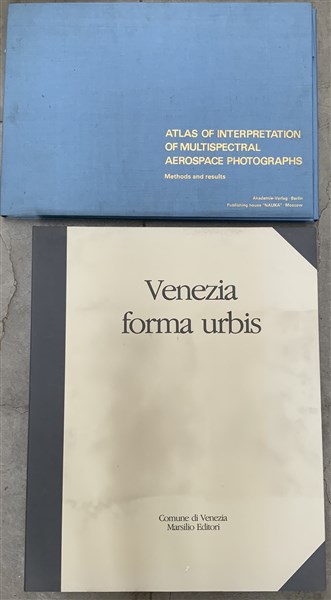 ATLAS OF INTERPRETATION
OF MULTISPECTRAL
AEROSPACE PHOTOGRAPHS
Methods and results
Akademie-Verlag Berlin
Publishing house "NAUKA" Moscow
Venezia
forma urbis
Comune di Venezia
Marsilio Editori